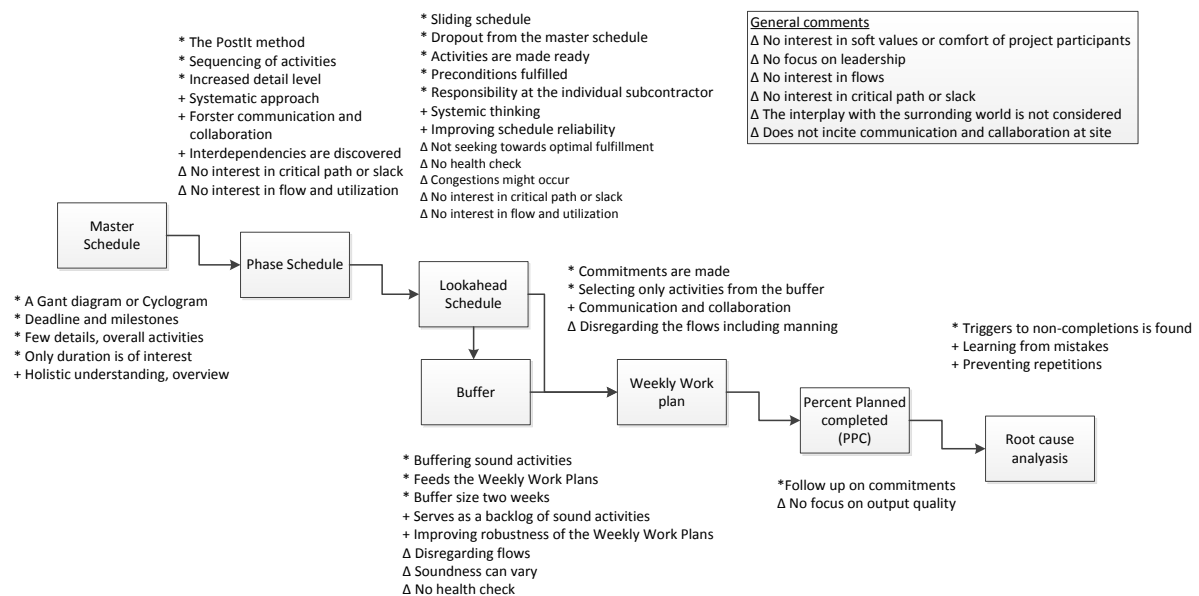 * The PostIt method
* Sequencing of activities
* Increased detail level
+ Systematic approach
+ Forster communication and
collaboration
+ Interdependencies are discovered
Δ No interest in critical path or slack
Δ No interest in flow and utilization
* Sliding schedule
* Dropout from the master schedule
* Activities are made ready
* Preconditions fulfilled
* Responsibility at the individual subcontractor
+ Systemic thinking
+ Improving schedule reliability
Δ Not seeking towards optimal fulfillment
Δ No health check
Δ Congestions might occur
Δ No interest in critical path or slack
Δ No interest in flow and utilization
General comments
Δ No interest in soft values or comfort of project participants
Δ No focus on leadership
Δ No interest in flows
Δ No interest in critical path or slack
Δ The interplay with the surronding world is not considered
Δ Does not incite communication and callaboration at site
Master
Schedule
Phase Schedule
Lookahead
Schedule
* A Gant diagram or Cyclogram
* Deadline and milestones
* Few details, overall activities
* Only duration is of interest
+ Holistic understanding, overview
* Commitments are made
* Selecting only activities from the buffer
+ Communication and collaboration
Δ Disregarding the flows including manning
* Triggers to non-completions is found
+ Learning from mistakes
+ Preventing repetitions
Buffer
Weekly Work
plan
Percent Planned
completed
(PPC)
Root cause
analysis
* Buffering sound activities
* Feeds the Weekly Work Plans
* Buffer size two weeks
+ Serves as a backlog of sound activities
+ Improving robustness of the Weekly Work Plans
Δ Disregarding flows
Δ Soundness can vary
Δ No health check
*Follow up on commitments
Δ No focus on output quality